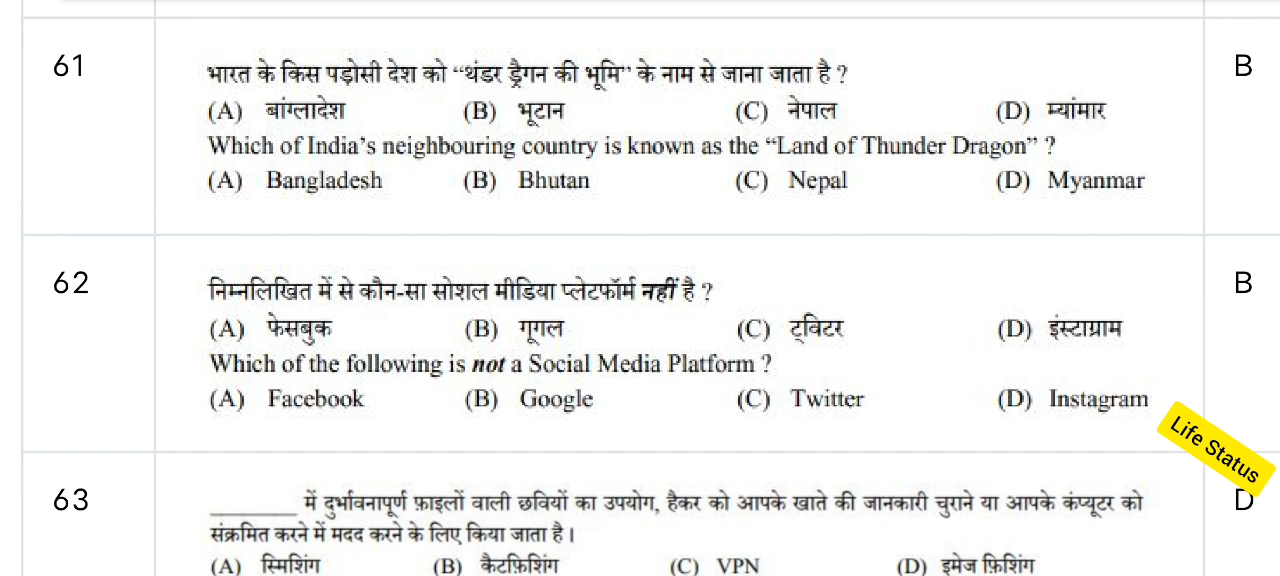 61
भारत के किस पड़ोसी देश को “थंडर ड्रैगन की भूमि” के नाम से जाना जाता है ?
B
(A) बांग्लादेश (B) भूटान (C) नेपाल (D) म्यांमार
Which of India’s neighbouring country is known as the “Land of Thunder Dragon” ?
(A) Bangladesh (B) Bhutan (C) Nepal (D) Myanmar
62
निम्नलिखित में से कौन-सा सोशल मीडिया प्लेटफॉर्म नहीं है ?
B
(A) फेसबुक (B) गूगल (C) ट्विटर (D) इंस्टाग्राम
Which of the following is not a Social Media Platform ?
(A) Facebook (B) Google (C) Twitter (D) Instagram
Life Status
63
________ में दुर्भावनापूर्ण फ़ाइलों वाली छवियों का उपयोग, हैकर को आपके खाते की जानकारी चुराने या आपके कंप्यूटर को
D
संक्रमित करने में मदद करने के लिए किया जाता है ।
(A) स्मिशिंग (B) कैटफ़िशिंग (C) VPN (D) इमेज फ़िशिंग